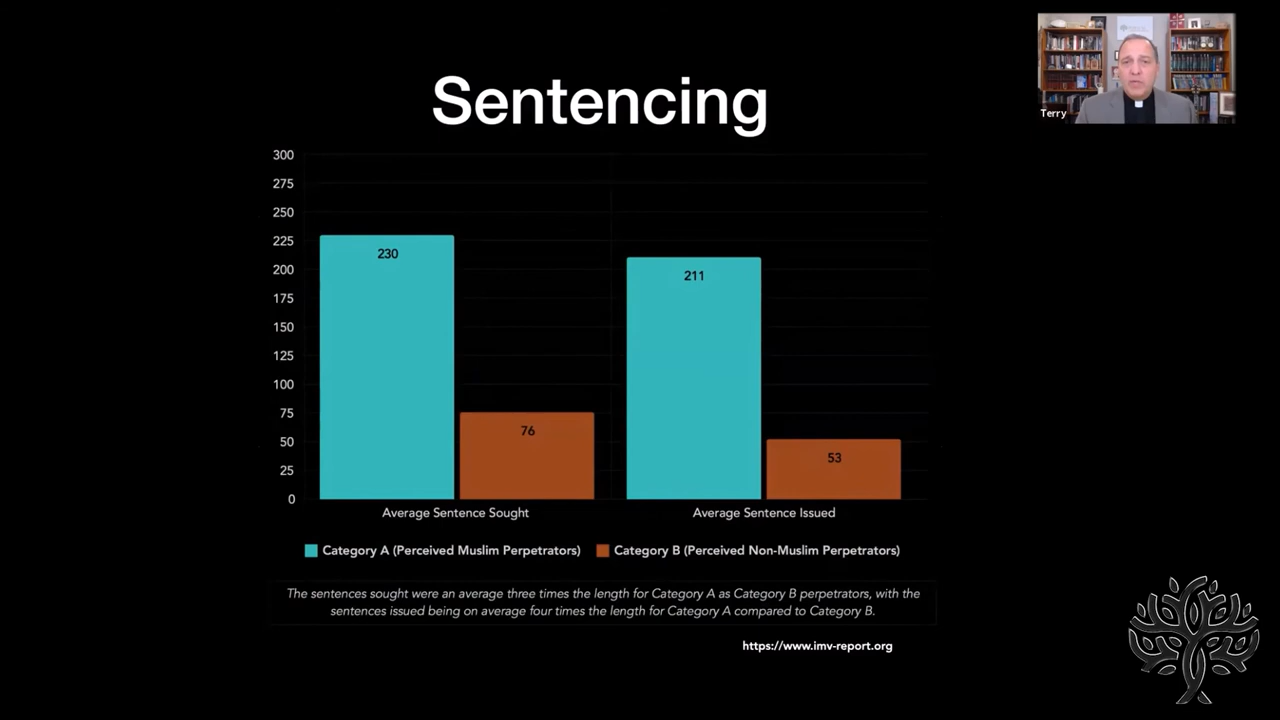 Sentencing
Terry
300
275
250
225
200
175
150
125
100
75
50
25
0
230
76
211
53
Average Sentence Sought
Average Sentence Issued
Category A (Perceived Muslim Perpetrators)
Category B (Perceived Non-Muslim Perpetrators)
The sentences sought were an average three times the length for Category A as Category B perpetrators, with the
sentences issued being on average four times the length for Category A compared to Category B.
https://www.imv-report.org